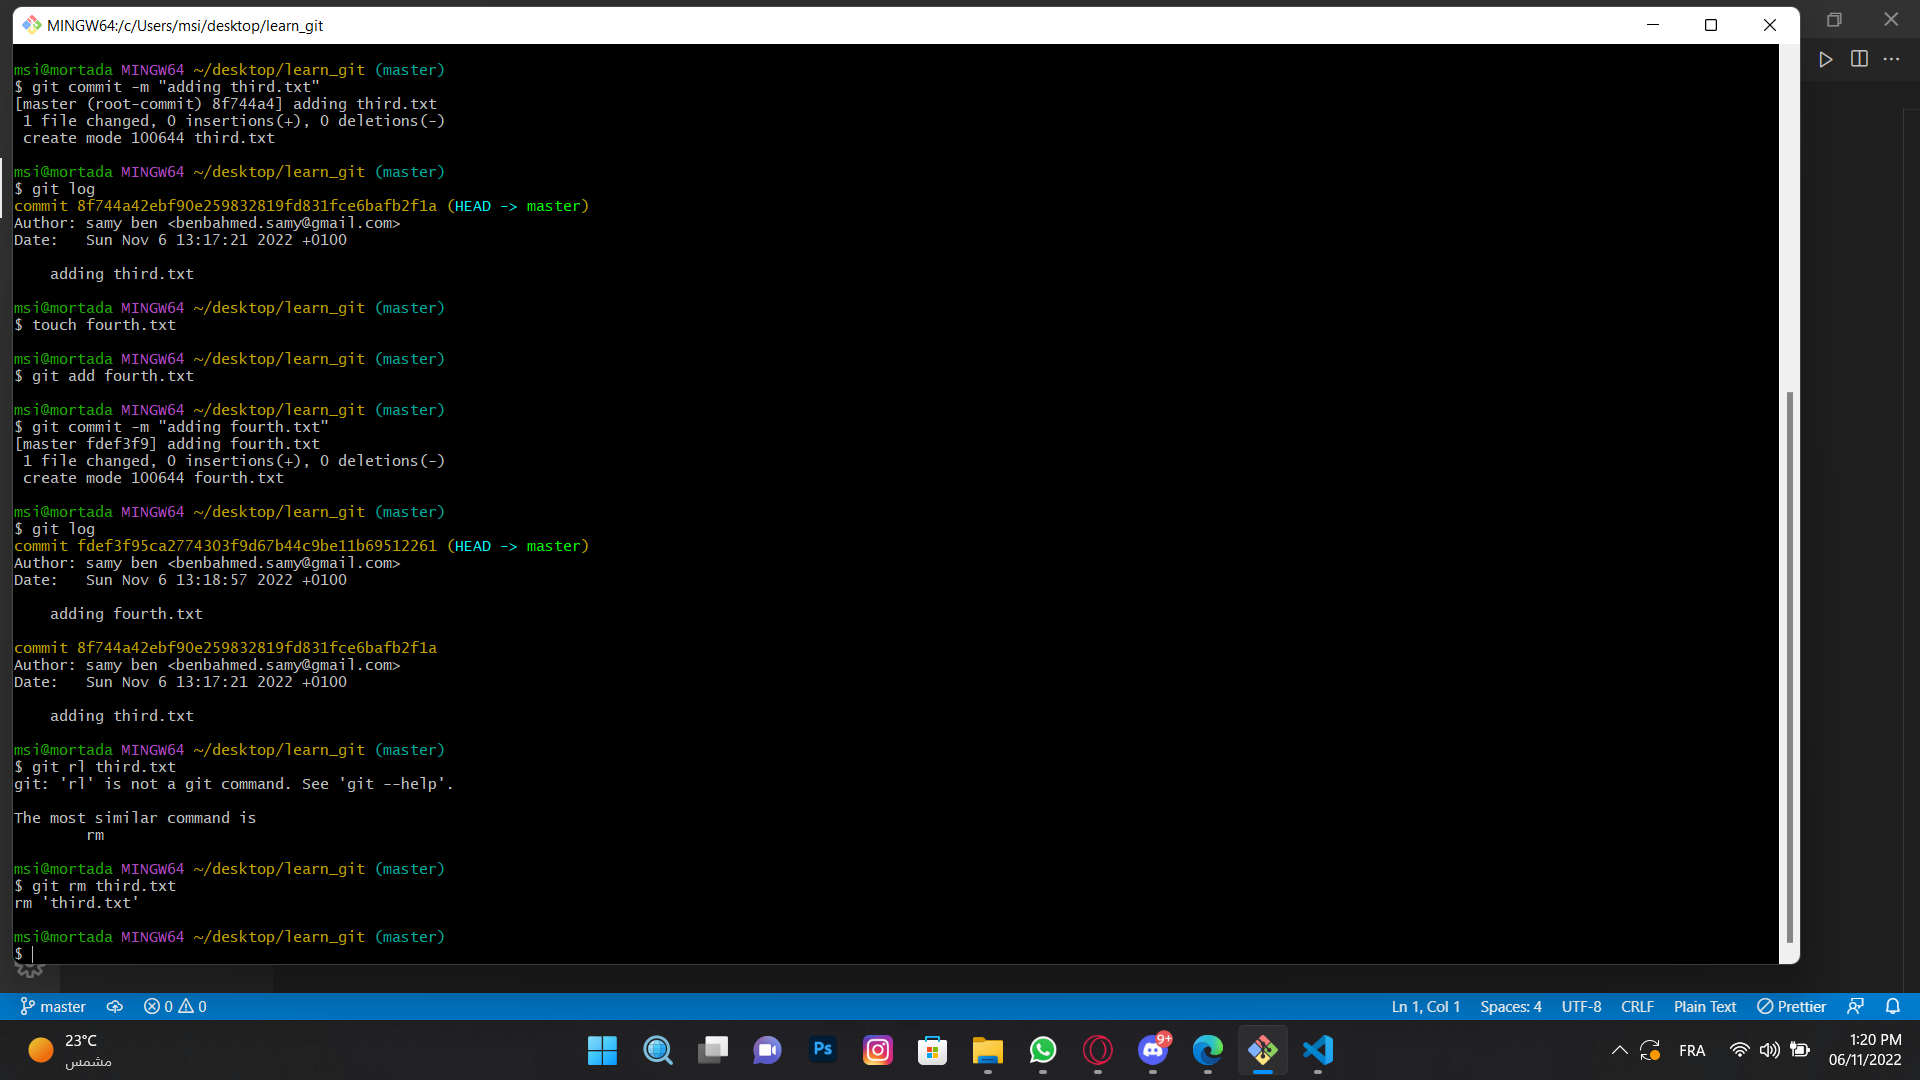 MINGW64:/c/Users/msi/desktop/learn_git
msi@mortada MINGW64 ~/desktop/learn_git (master)
$ git commit -m "adding third.txt"
[master (root-commit) 8f744a4] adding third.txt
 1 file changed, 0 insertions(+), 0 deletions(-)
 create mode 100644 third.txt
msi@mortada MINGW64 ~/desktop/learn_git (master)
$ git log
commit 8f744a42ebf90e259832819fd831fce6bafb2f1a (HEAD -> master)
Author: samy ben <benbahmed.samy@gmail.com>
Date:   Sun Nov 6 13:17:21 2022 +0100
    adding third.txt
msi@mortada MINGW64 ~/desktop/learn_git (master)
$ touch fourth.txt
msi@mortada MINGW64 ~/desktop/learn_git (master)
$ git add fourth.txt
msi@mortada MINGW64 ~/desktop/learn_git (master)
$ git commit -m "adding fourth.txt"
[master fdef3f9] adding fourth.txt
 1 file changed, 0 insertions(+), 0 deletions(-)
 create mode 100644 fourth.txt
msi@mortada MINGW64 ~/desktop/learn_git (master)
$ git log
commit fdef3f95ca2774303f9d67b44c9be11b69512261 (HEAD -> master)
Author: samy ben <benbahmed.samy@gmail.com>
Date:   Sun Nov 6 13:18:57 2022 +0100
    adding fourth.txt
commit 8f744a42ebf90e259832819fd831fce6bafb2f1a
Author: samy ben <benbahmed.samy@gmail.com>
Date:   Sun Nov 6 13:17:21 2022 +0100
    adding third.txt
msi@mortada MINGW64 ~/desktop/learn_git (master)
$ git rl third.txt
git: 'rl' is not a git command. See 'git --help'.
The most similar command is
        rm
msi@mortada MINGW64 ~/desktop/learn_git (master)
$ git rm third.txt
rm 'third.txt'
msi@mortada MINGW64 ~/desktop/learn_git (master)
$
master 0 0 Ln 1, Col 1 Spaces: 4 UTF-8 CRLF Plain Text Prettier
23°C
مشمس
Ps
9+
FRA
1:20 PM
06/11/2022